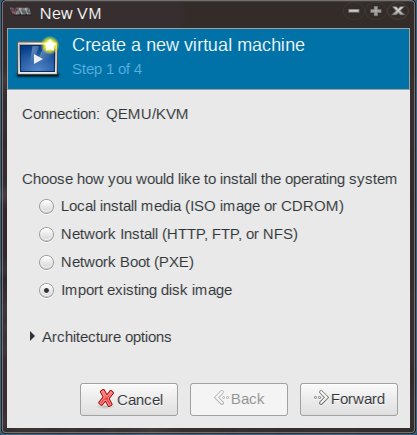 New VM
Create a new virtual machine
Step 1 of 4
Connection: QEMU/KVM
Choose how you would like to install the operating system
Local install media (ISO image or CDROM)
Network Install (HTTP, FTP, or NFS)
Network Boot (PXE)
Import existing disk image
Architecture options
Cancel
Back
Forward